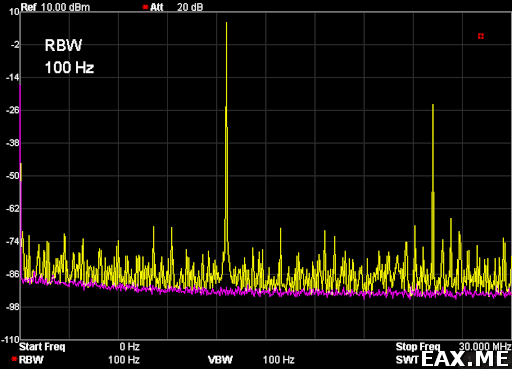 Ref 10.00 dBm Att 20 dB
10
RBW
100 Hz
-2
-14
-26
-38
-50
-62
-74
-86
-98
-110
Start Freq 0 Hz Stop Freq 30.000 MHz
RBW 100 Hz VBW 100 Hz SWT
EAX.ME